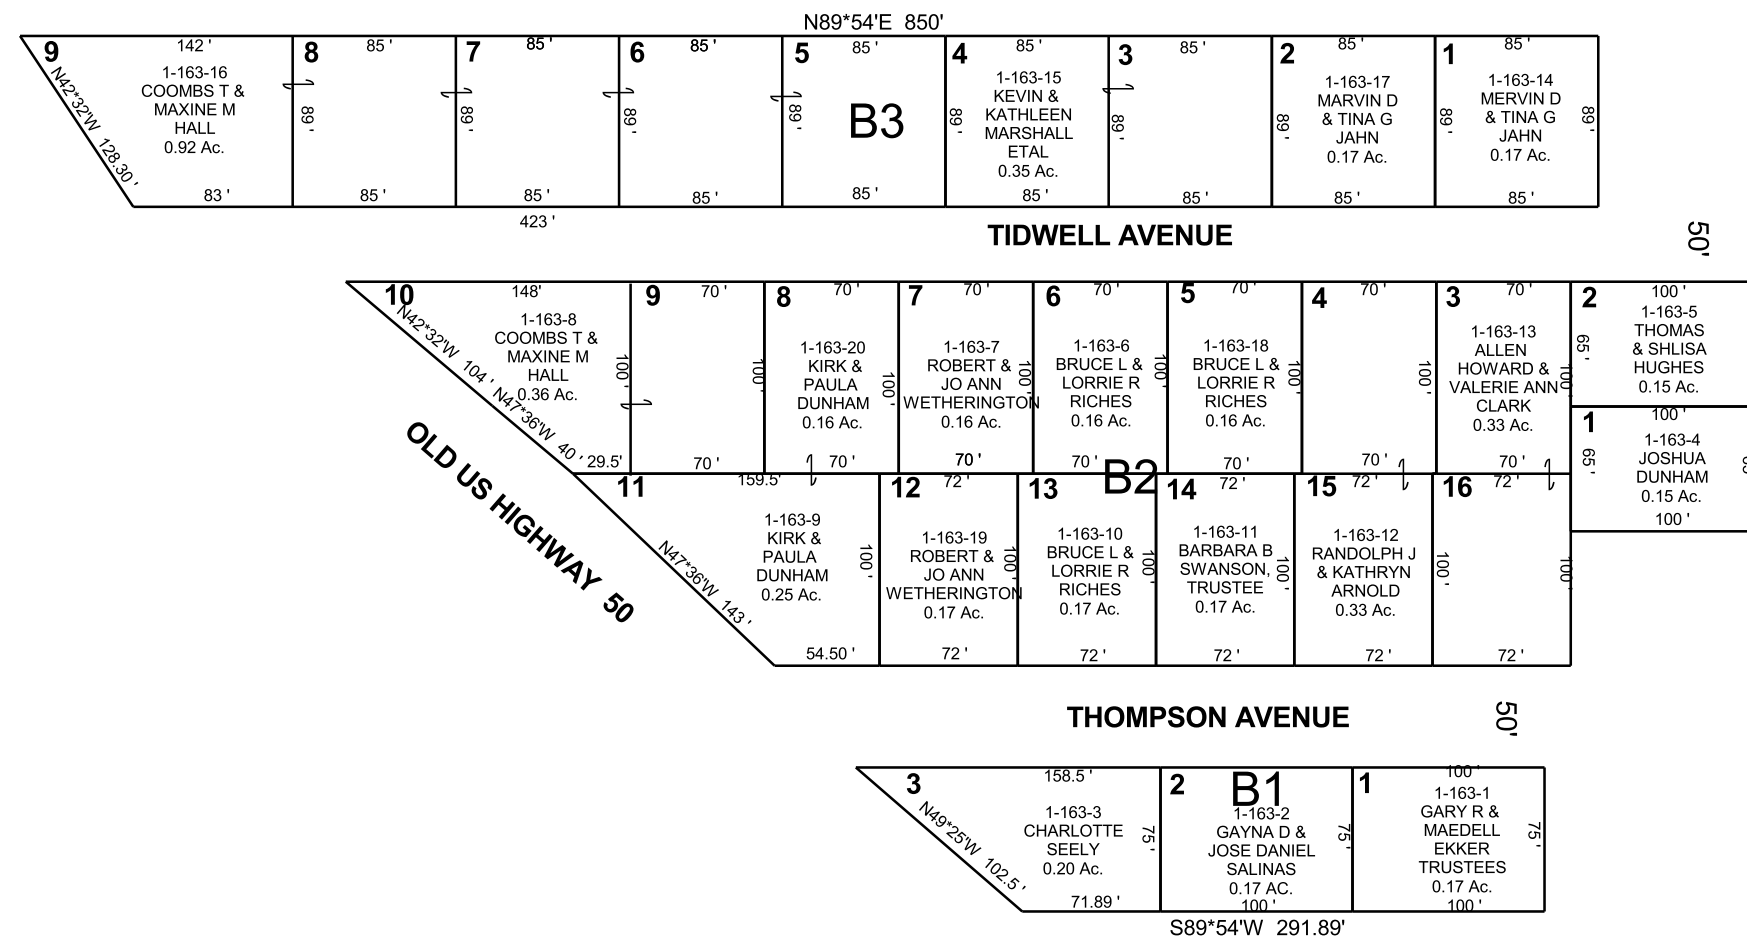 N89*54'E 850'
9
142 '
8
85 '
7
85 '
6
85 '
5
85 '
4
85 '
3
85 '
2
85 '
1
85 '
N42*32'W 128.30 '
1-163-16
COOMBS T &
MAXINE M
HALL
0.92 Ac.
89 '
89 '
89 '
89 '
B3
89 '
1-163-15
KEVIN &
KATHLEEN
MARSHALL
ETAL
0.35 Ac.
89 '
89 '
1-163-17
MARVIN D
& TINA G
JAHN
0.17 Ac.
89 '
1-163-14
MERVIN D
& TINA G
JAHN
0.17 Ac.
89 '
83 '
85 '
85 '
85 '
85 '
85 '
85 '
85 '
85 '
423 '
TIDWELL AVENUE
50'
10
148'
9
70 '
8
70 '
7
70 '
6
70 '
5
70 '
4
70 '
3
70 '
2
100 '
N42*32'W 104 '
N47*36'W 40 '
1-163-8
COOMBS T &
MAXINE M
HALL
0.36 Ac.
100 '
100 '
1-163-20
KIRK &
PAULA
DUNHAM
0.16 Ac.
100 '
1-163-7
ROBERT &
JO ANN
WETHERINGTON
0.16 Ac.
100 '
1-163-6
BRUCE L &
LORRIE R
RICHES
0.16 Ac.
100 '
1-163-18
BRUCE L &
LORRIE R
RICHES
0.16 Ac.
100 '
100 '
1-163-13
ALLEN
HOWARD &
VALERIE ANN
CLARK
0.33 Ac.
100 '
65 '
1-163-5
THOMAS
& SHLISA
HUGHES
0.15 Ac.
1
100 '
65 '
1-163-4
JOSHUA
DUNHAM
0.15 Ac.
100 '
29.5'
70 '
70 '
70 '
70 '
70 '
70 '
70 '
B2
OLD US HIGHWAY 50
11
159.5'
12
72 '
13
14
72 '
15
72 '
16
72 '
N47*36'W 143 '
1-163-9
KIRK &
PAULA
DUNHAM
0.25 Ac.
100 '
1-163-19
ROBERT &
JO ANN
WETHERINGTON
0.17 Ac.
100 '
1-163-10
BRUCE L &
LORRIE R
RICHES
0.17 Ac.
100 '
1-163-11
BARBARA B
SWANSON,
TRUSTEE
0.17 Ac.
100 '
1-163-12
RANDOLPH J
& KATHRYN
ARNOLD
0.33 Ac.
100 '
100 '
54.50 '
72 '
72 '
72 '
72 '
72 '
THOMPSON AVENUE
50'
3
158.5 '
2
B1
1
100 '
N49*25'W 102.5 '
1-163-3
CHARLOTTE
SEELY
0.20 Ac.
75 '
1-163-2
GAYNA D &
JOSE DANIEL
SALINAS
0.17 AC.
75 '
1-163-1
GARY R &
MAEDELL
EKKER
TRUSTEES
0.17 Ac.
75 '
71.89 '
100 '
100 '
S89*54'W 291.89'